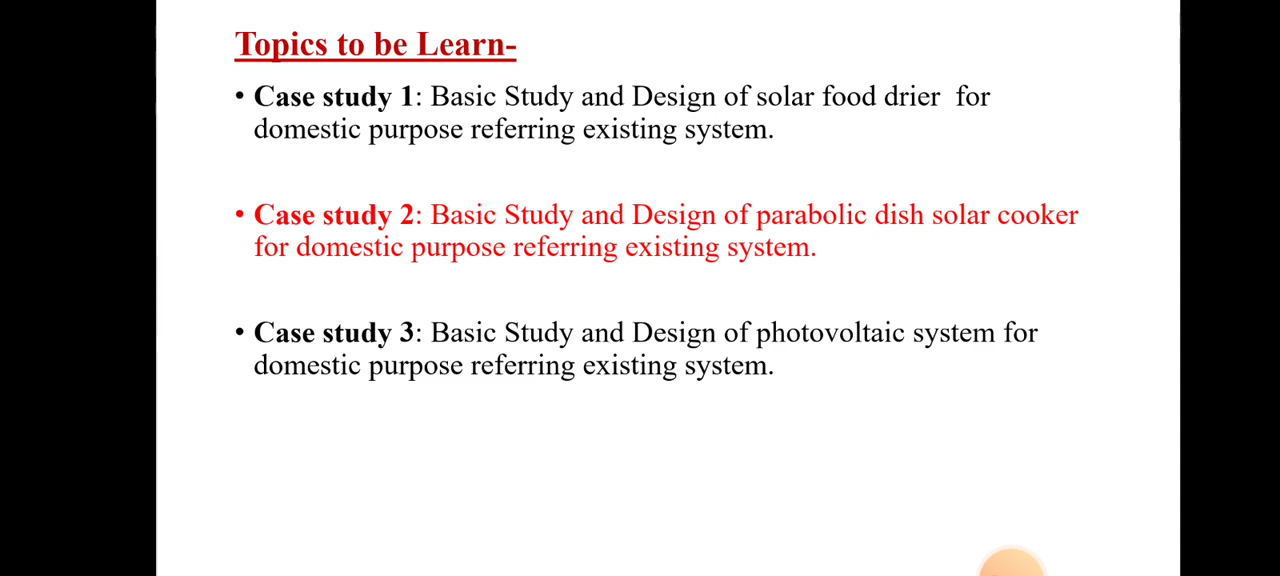 Topics to be Learn-
• Case study 1: Basic Study and Design of solar food drier  for
domestic purpose referring existing system.
• Case study 2: Basic Study and Design of parabolic dish solar cooker
for domestic purpose referring existing system.
• Case study 3: Basic Study and Design of photovoltaic system for
domestic purpose referring existing system.